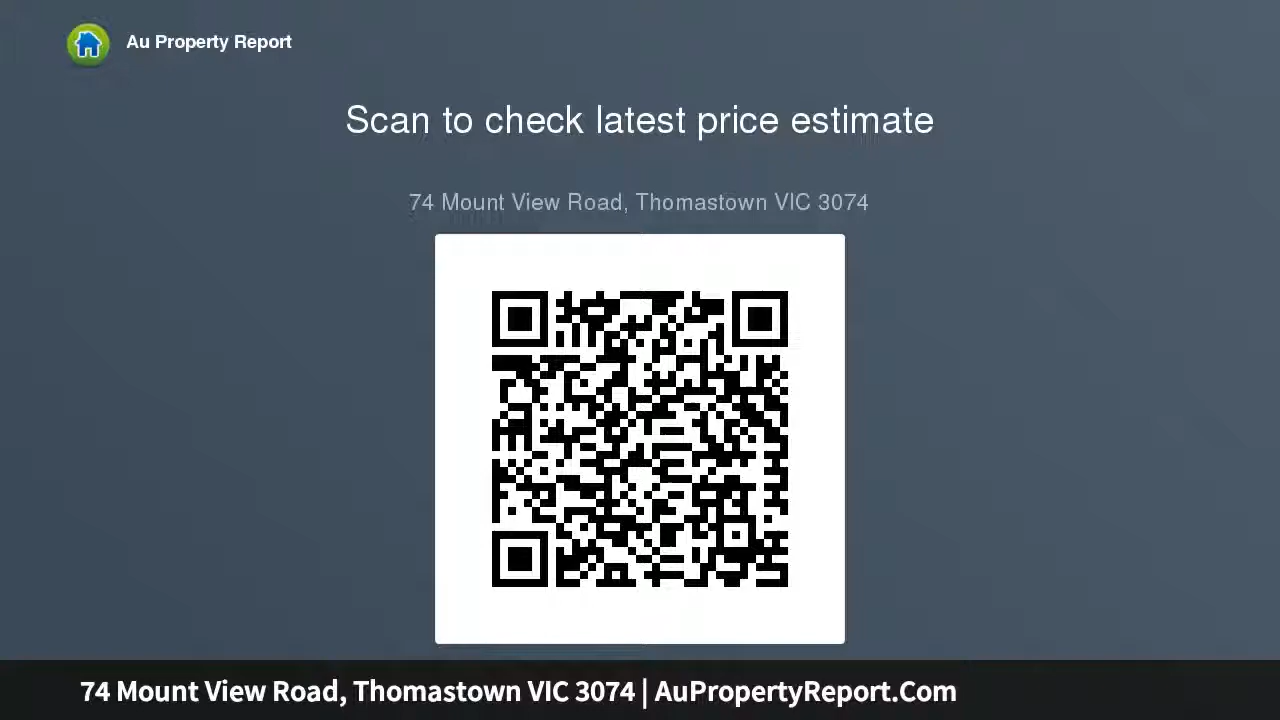 Au Property Report
Scan to check latest price estimate
74 Mount View Road, Thomastown VIC 3074
74 Mount View Road, Thomastown VIC 3074 | AuPropertyReport.Com